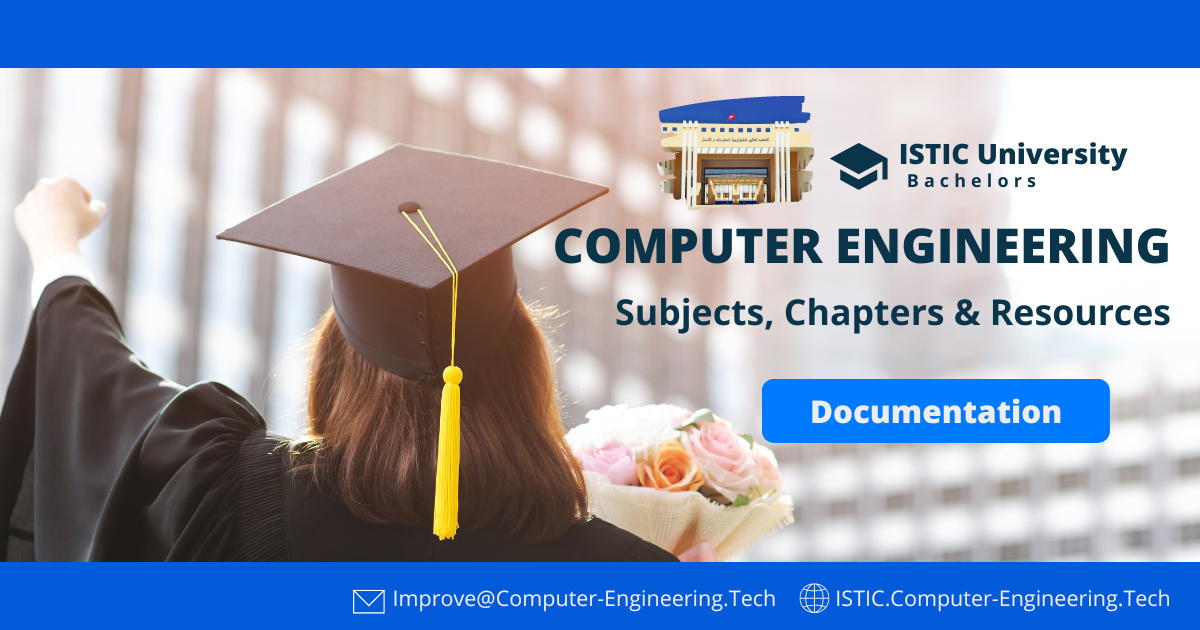 ISTIC University
Bachelors
COMPUTER ENGINEERING
Subjects, Chapters & Resources
Documentation
Improve@Computer-Engineering.Tech
ISTIC.Computer-Engineering.Tech